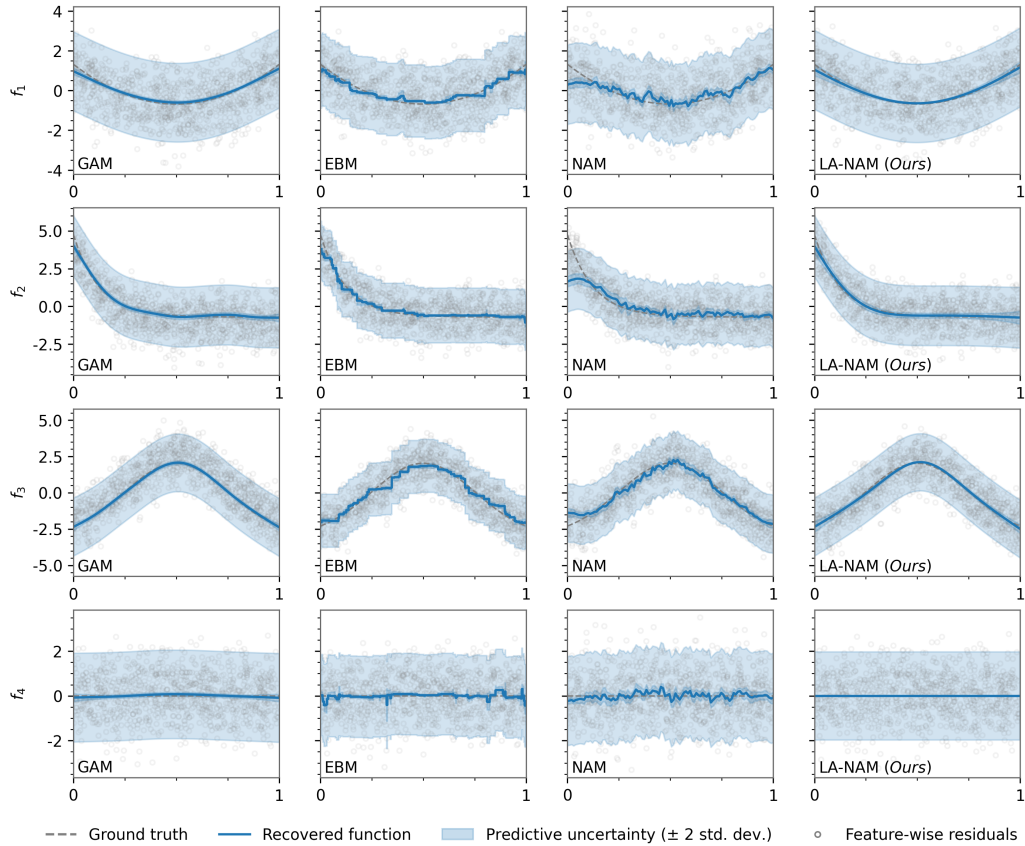 4
2
0
-2
-4
f1
GAM
EBM
NAM
LA-NAM (Ours)
0 1 0 1 0 1 0 1
5.0
2.5
0.0
-2.5
f2
GAM
EBM
NAM
LA-NAM (Ours)
0 1 0 1 0 1 0 1
5.0
2.5
0.0
-2.5
-5.0
f3
GAM
EBM
NAM
LA-NAM (Ours)
0 1 0 1 0 1 0 1
2
0
-2
f4
GAM
EBM
NAM
LA-NAM (Ours)
0 1 0 1 0 1 0 1
Ground truth
Recovered function
Predictive uncertainty (± 2 std. dev.)
Feature-wise residuals